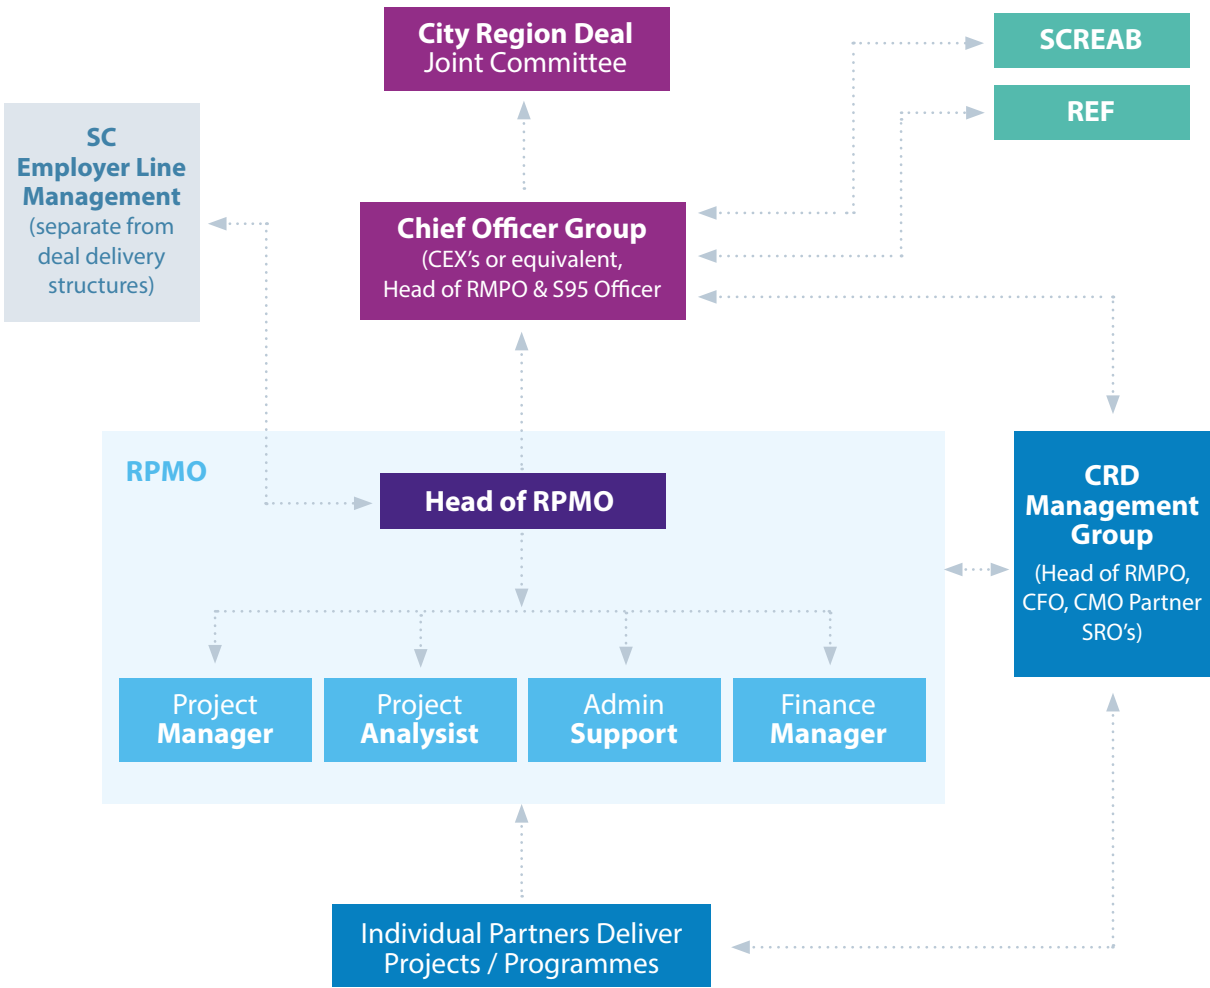 City Region Deal
Joint Committee
SCREAB
REF
SC
Employer Line
Management
(separate from
deal delivery
structures)
Chief Officer Group
(CEX's or equivalent,
Head of RMPO & S95 Officer
RPMO
Head of RPMO
CRD
Management
Group
(Head of RMPO,
CFO, CMO Partner
SRO's)
Project
Manager
Project
Analysist
Admin
Support
Finance
Manager
Individual Partners Deliver
Projects / Programmes